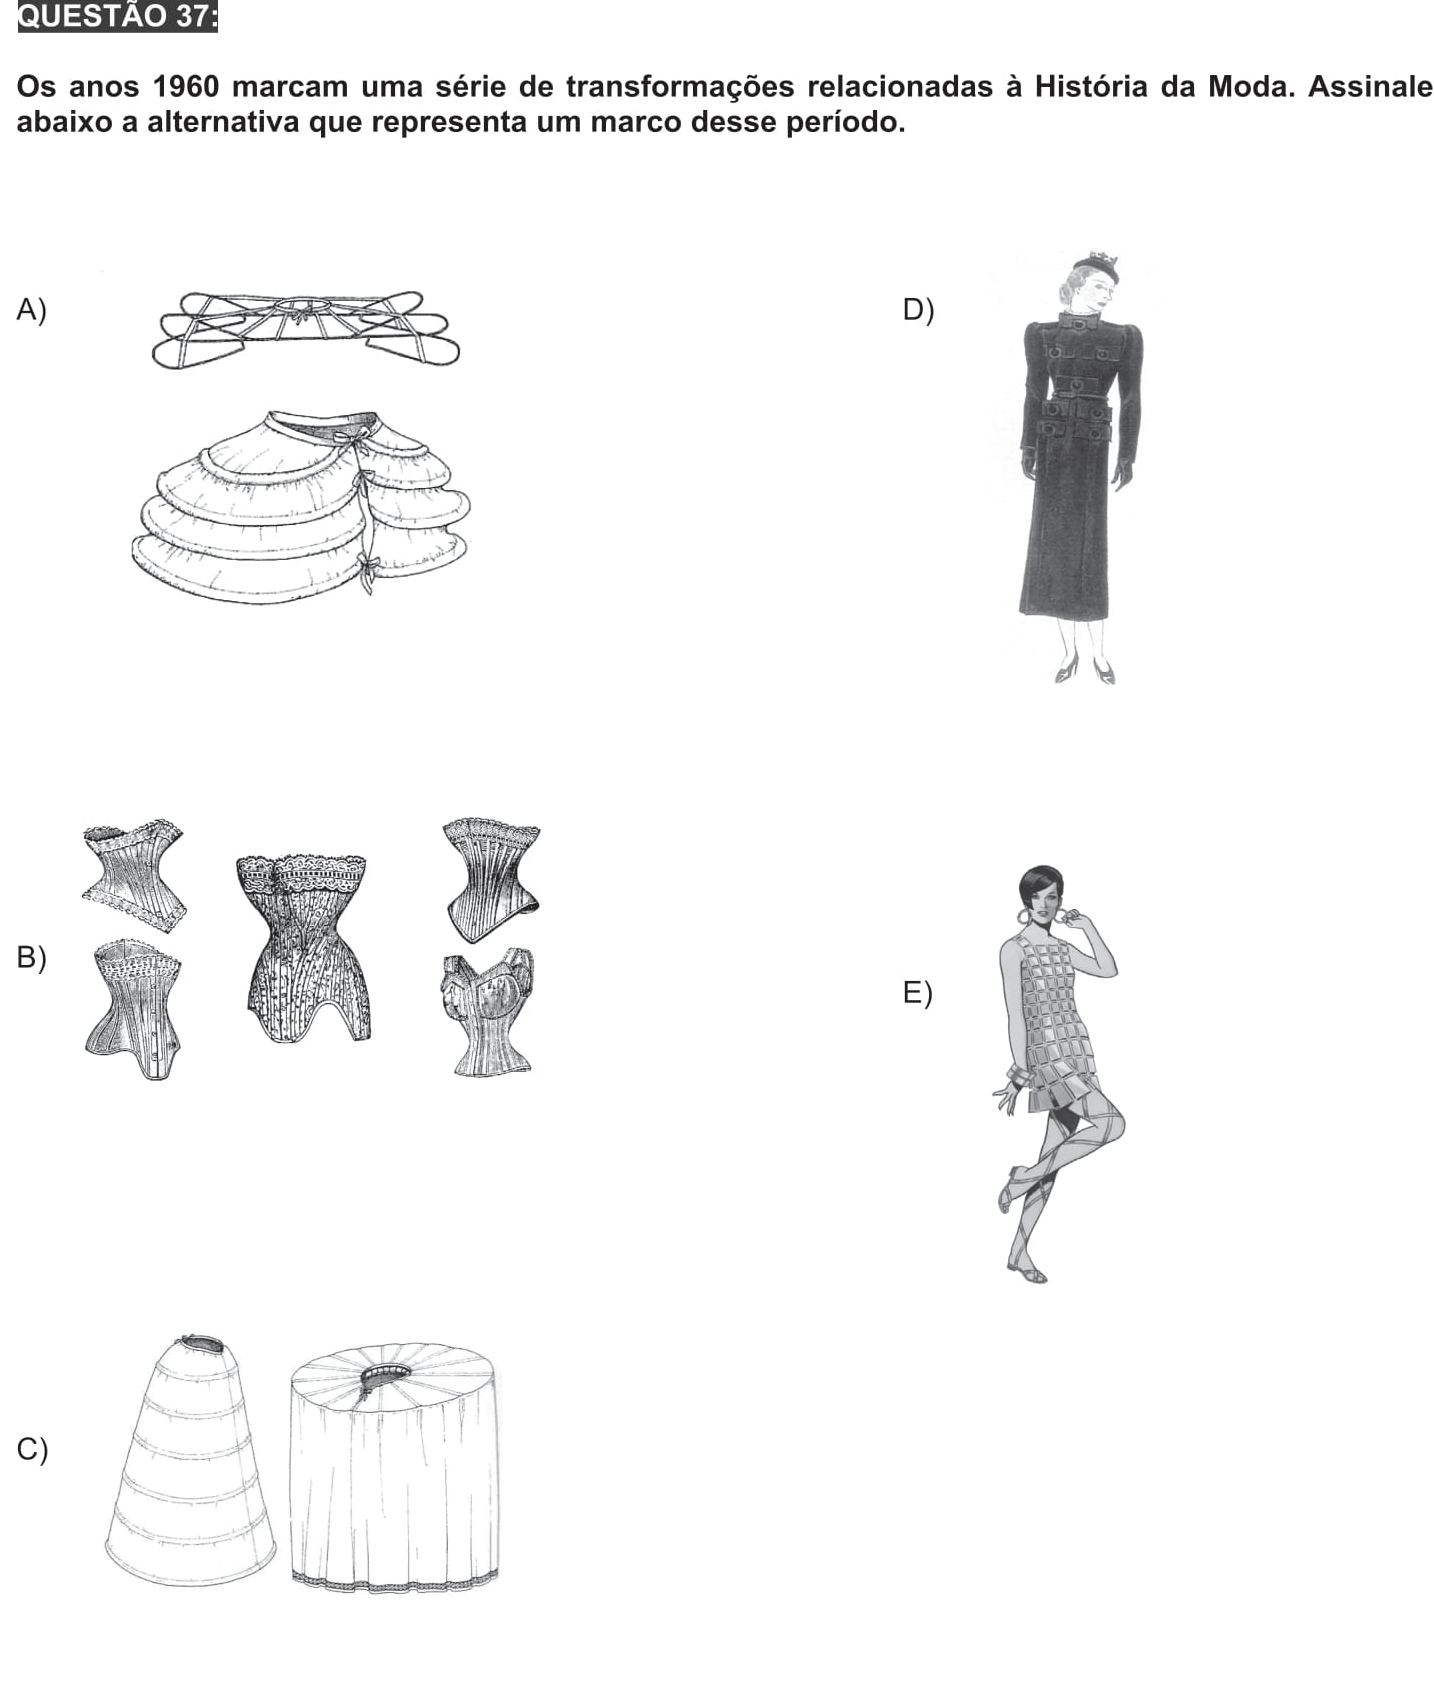 QUESTÃO 37:
Os anos 1960 marcam uma série de transformações relacionadas à História da Moda. Assinale
abaixo a alternativa que representa um marco desse período.
A)
D)
B)
E)
C)